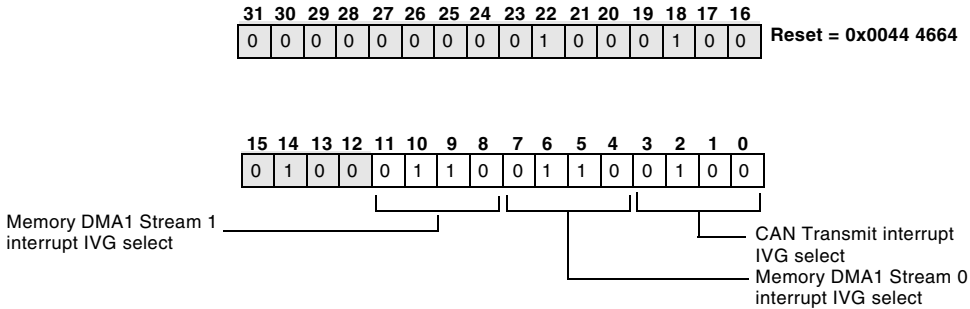 31 30 29 28 27 26 25 24 23 22 21 20 19 18 17 16
0 0 0 0 0 0 0 0 0 1 0 0 0 1 0 0 Reset = 0x0044 4664
15 14 13 12 11 10 9 8 7 6 5 4 3 2 1 0
0 1 0 0 0 1 1 0 0 1 1 0 0 1 0 0
Memory DMA1 Stream 1
interrupt IVG select
CAN Transmit interrupt
IVG select
Memory DMA1 Stream 0
interrupt IVG select